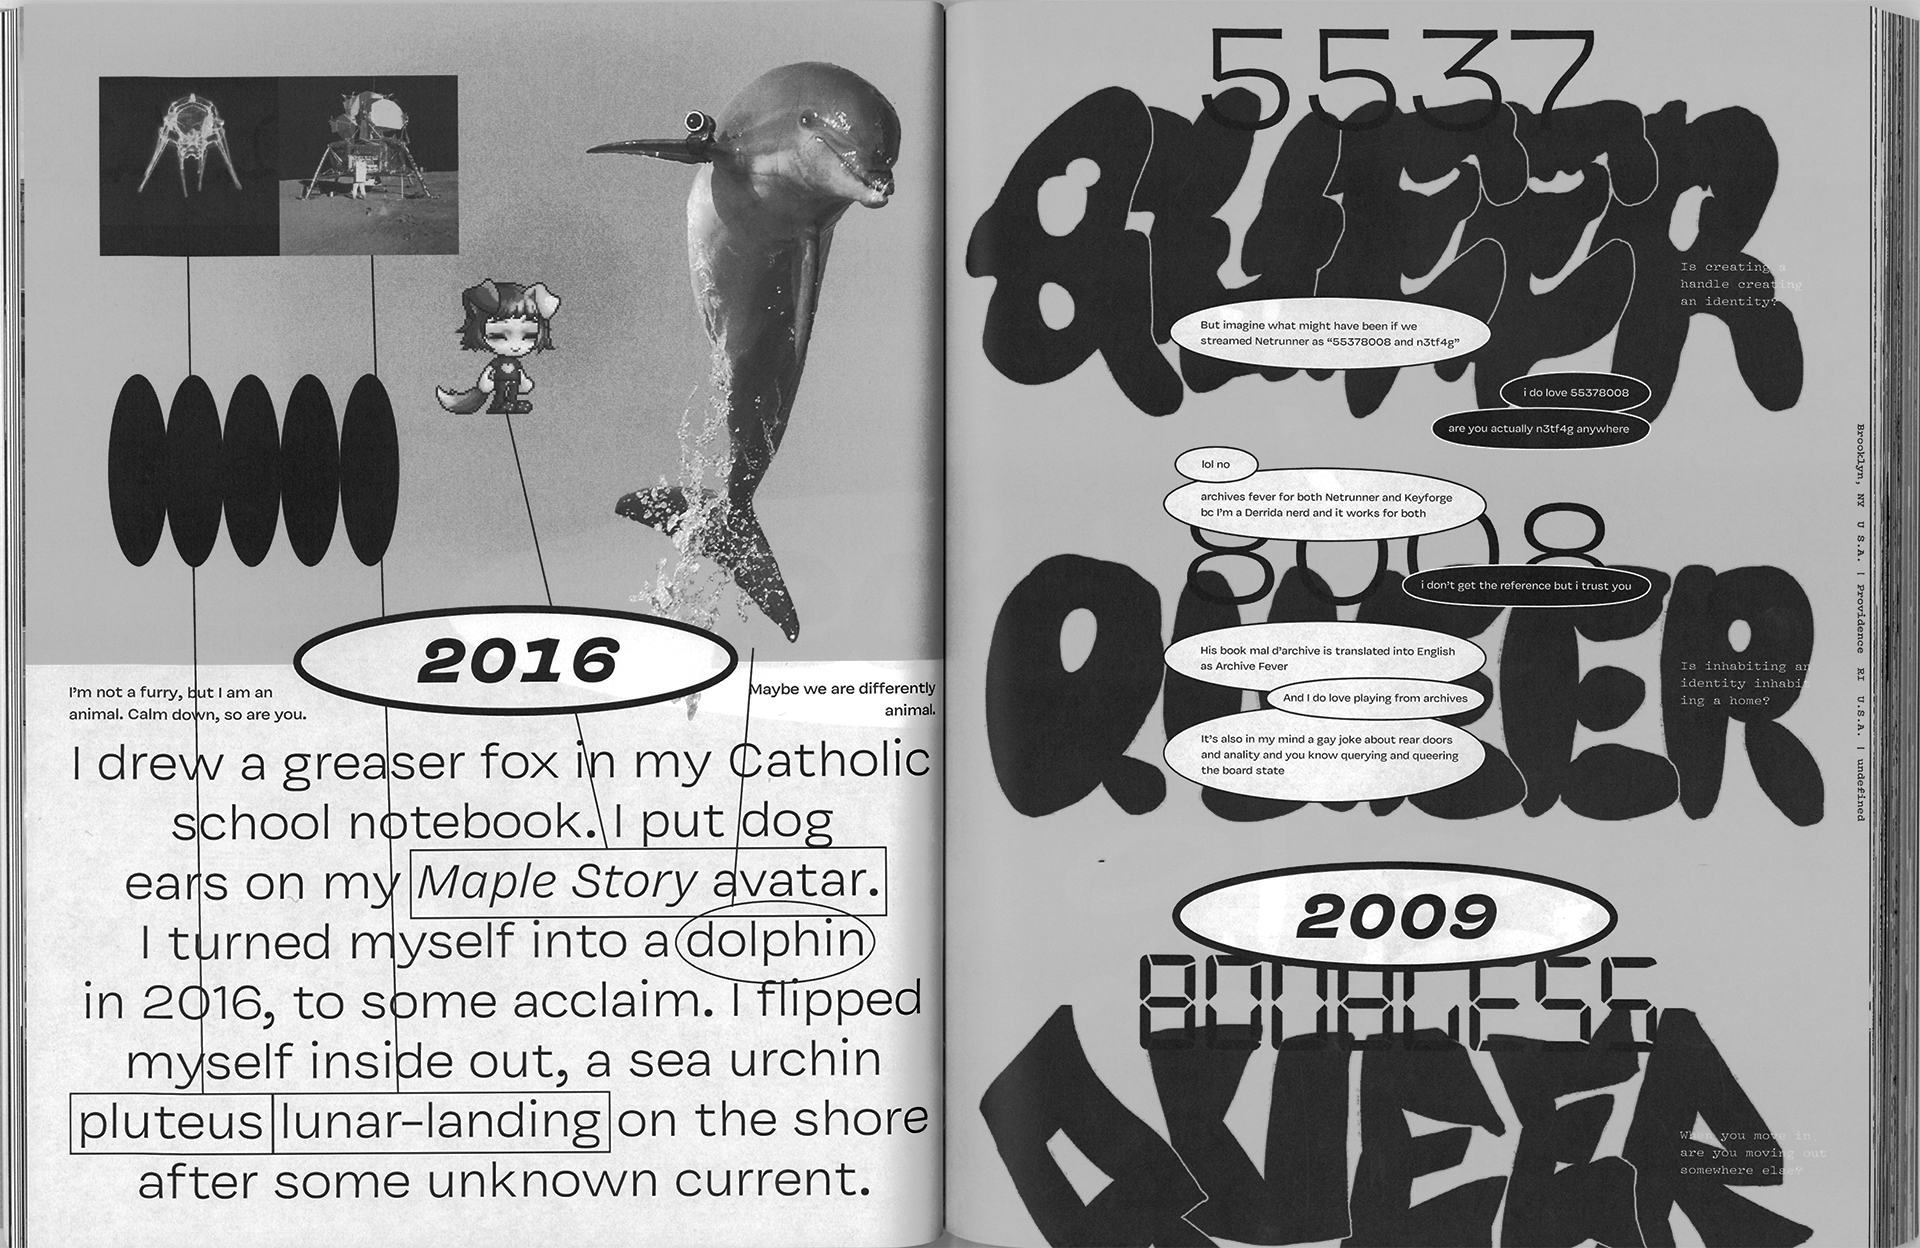 2016
I'm not a furry, but I am an
animal. Calm down, so are you.
Maybe we are differently
animal.
I drew a greaser fox in my Catholic
school notebook. I put dog
ears on my Maple Story avatar.
I turned myself into a dolphin
in 2016, to some acclaim. I flipped
myself inside out, a sea urchin
pluteus lunar-landing on the shore
after some unknown current.
5537
QUEER
Is creating a
handle creating
an identity?
But imagine what might have been if we
streamed Netrunner as “55378008 and n3tf4g”
i do love 55378008
are you actually n3tf4g anywhere
lol no
archives fever for both Netrunner and Keyforge
bc I'm a Derrida nerd and it works for both
8008
QUEER
i don't get the reference but i trust you
His book mal d'archive is translated into English
as Archive Fever
And I do love playing from archives
It's also in my mind a gay joke about rear doors
and anality and you know querying and queering
the board state
Is inhabiting an
identity inhabit
ing a home?
2009
QUEER
When you move in
are you moving out
somewhere else?
Brooklyn, NY U S.A. | Providence RI U.S.A. | undefined